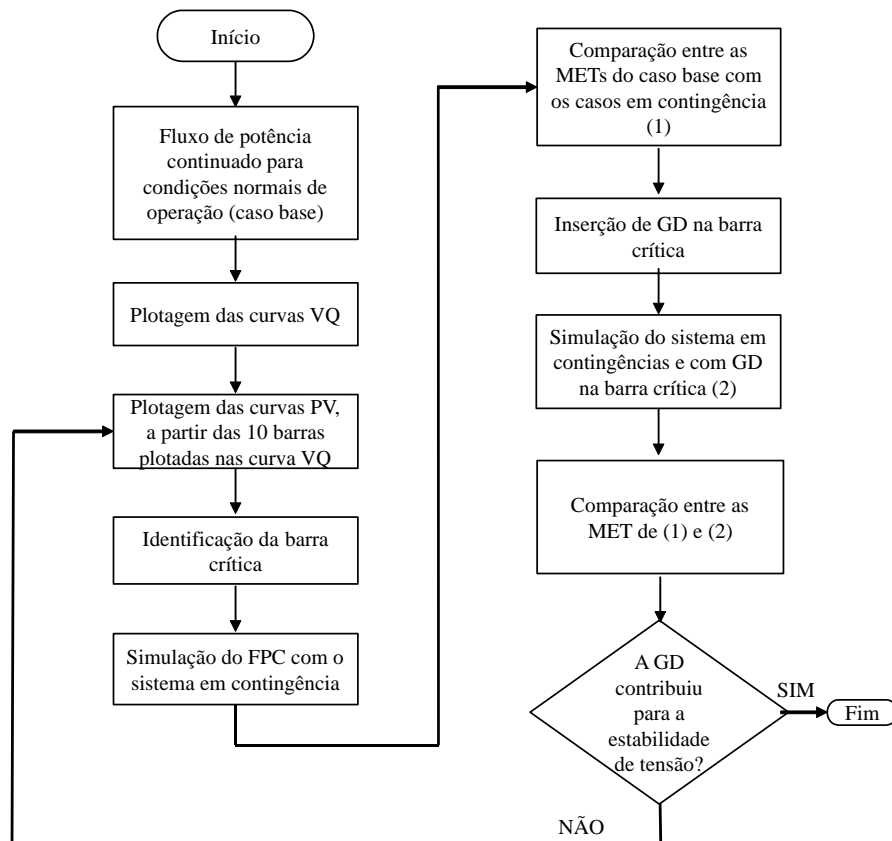 Início
Fluxo de potência
continuado para
condições normais de
operação (caso base)
Plotagem das curvas VQ
Plotagem das curvas PV,
a partir das 10 barras
plotadas nas curva VQ
Identificação da barra
crítica
Simulação do FPC com o
sistema em contingência
Comparação entre as
METs do caso base com
os casos em contingência
(1)
Inserção de GD na barra
crítica
Simulação do sistema em
contingências e com GD
na barra crítica (2)
Comparação entre as
MET de (1) e (2)
A GD
contribuiu
para a
estabilidade
de tensão?
SIM
Fim
NÃO